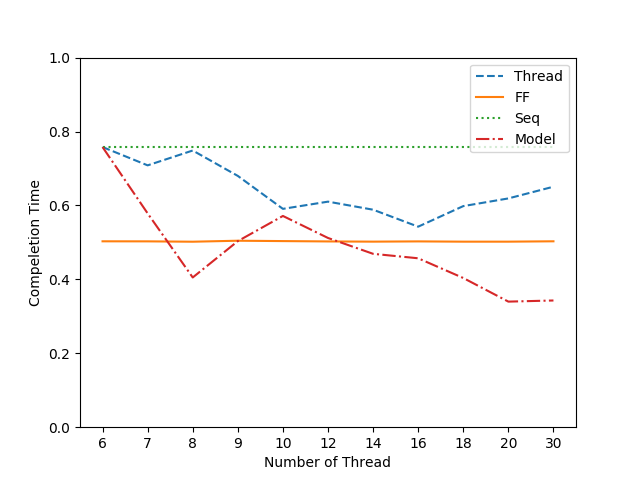 1.0
0.8
0.6
0.4
0.2
0.0
Compeletion Time
Thread
FF
Seq
Model
6 7 8 9 10 12 14 16 18 20 30
Number of Thread